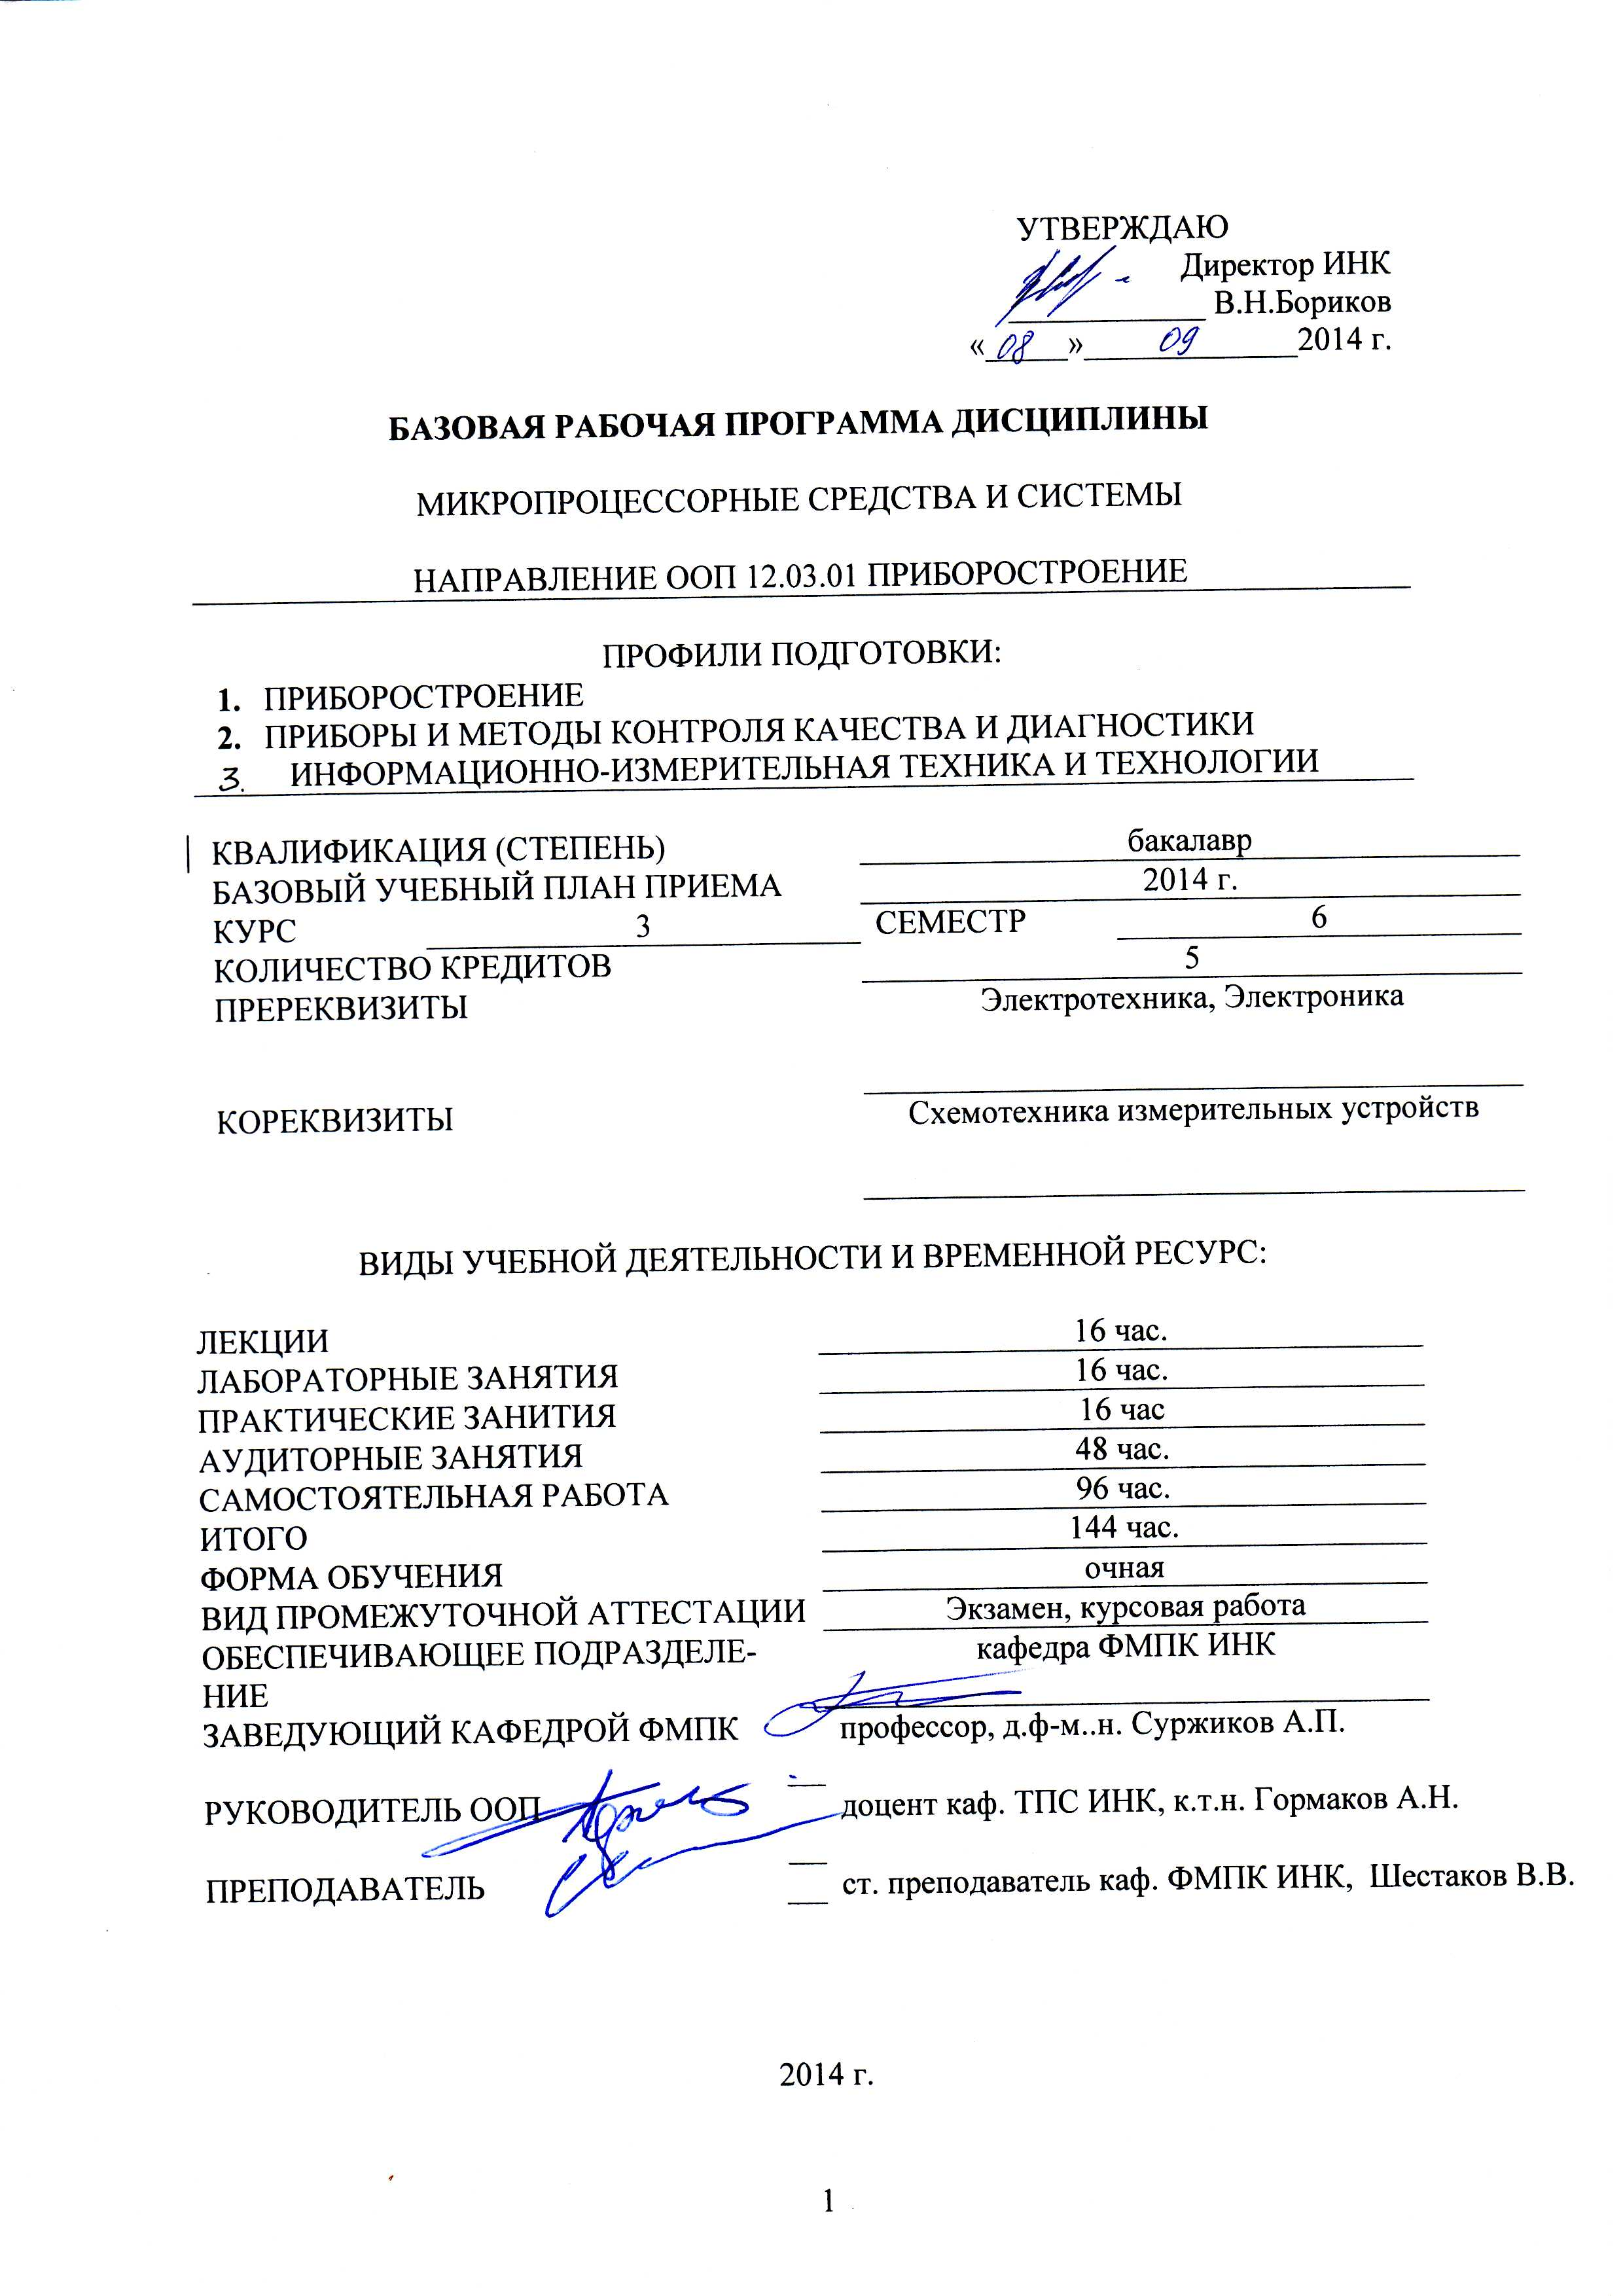 УТВЕРЖДАЮ
Директор ИНК
____________ В.Н.Бориков
«08» 09 2014 г.
БАЗОВАЯ РАБОЧАЯ ПРОГРАММА ДИСЦИПЛИНЫ
МИКРОПРОЦЕССОРНЫЕ СРЕДСТВА И СИСТЕМЫ
НАПРАВЛЕНИЕ ООП 12.03.01 ПРИБОРОСТРОЕНИЕ
ПРОФИЛИ ПОДГОТОВКИ:
1. ПРИБОРОСТРОЕНИЕ
2. ПРИБОРЫ И МЕТОДЫ КОНТРОЛЯ КАЧЕСТВА И ДИАГНОСТИКИ
3. ИНФОРМАЦИОННО-ИЗМЕРИТЕЛЬНАЯ ТЕХНИКА И ТЕХНОЛОГИИ
КВАЛИФИКАЦИЯ (СТЕПЕНЬ) бакалавр
БАЗОВЫЙ УЧЕБНЫЙ ПЛАН ПРИЕМА 2014 г.
КУРС 3 СЕМЕСТР 6
КОЛИЧЕСТВО КРЕДИТОВ 5
ПРЕРЕКВИЗИТЫ Электротехника, Электроника
КОРЕКВИЗИТЫ Схемотехника измерительных устройств
ВИДЫ УЧЕБНОЙ ДЕЯТЕЛЬНОСТИ И ВРЕМЕННОЙ РЕСУРС:
ЛЕКЦИИ 16 час.
ЛАБОРАТОРНЫЕ ЗАНЯТИЯ 16 час.
ПРАКТИЧЕСКИЕ ЗАНИТИЯ 16 час
АУДИТОРНЫЕ ЗАНЯТИЯ 48 час.
САМОСТОЯТЕЛЬНАЯ РАБОТА 96 час.
ИТОГО 144 час.
ФОРМА ОБУЧЕНИЯ очная
ВИД ПРОМЕЖУТОЧНОЙ АТТЕСТАЦИИ Экзамен, курсовая работа
ОБЕСПЕЧИВАЮЩЕЕ ПОДРАЗДЕЛЕ- кафедра ФМПК ИНК
НИЕ
ЗАВЕДУЮЩИЙ КАФЕДРОЙ ФМПК профессор, д.ф-м..н. Суржиков А.П.
РУКОВОДИТЕЛЬ ООП доцент каф. ТПС ИНК, к.т.н. Гормаков А.Н.
ПРЕПОДАВАТЕЛЬ ст. преподаватель каф. ФМПК ИНК, Шестаков В.В.
2014 г.
1